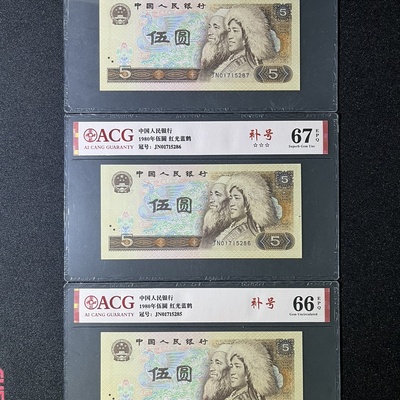 中国人民银行
伍圆
JN01715287
5
5
ACG
AI CANG GUARANTY
中国人民银行
1980年伍圆 红光蓝鹤
冠号: JN01715286
补号
☆☆☆
67 EPQ
Superb Gem Unc
中国人民银行
5
伍圆
JN01715286
5
5
ACG
AI CANG GUARANTY
中国人民银行
1980年伍圆 红光蓝鹤
冠号: JN01715285
补号
66 EPQ
Gem Uncirculated
中国人民银行
5
伍圆